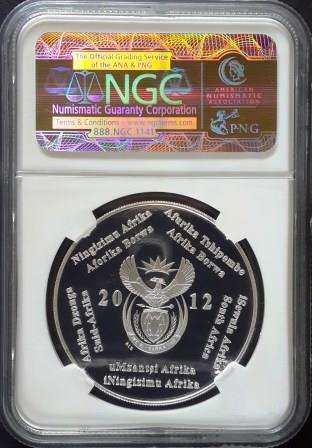 The Official Grading Service
of the ANA & PNG
NGC
Numismatic Guaranty Corporation
Terms & Conditions
888 NGC 1141
AMERICAN
NUMISMATIC
ASSOCIATION
PNG
Ningizimu Afrika
Aforika Borwa
Afurika Tshipembe
Afrika Borwa
iSewula Afrika
South Africa
uMzantsi Afrika
iNingizimu Afrika
Afrika Dzonga
Suid-Afrika
20 12